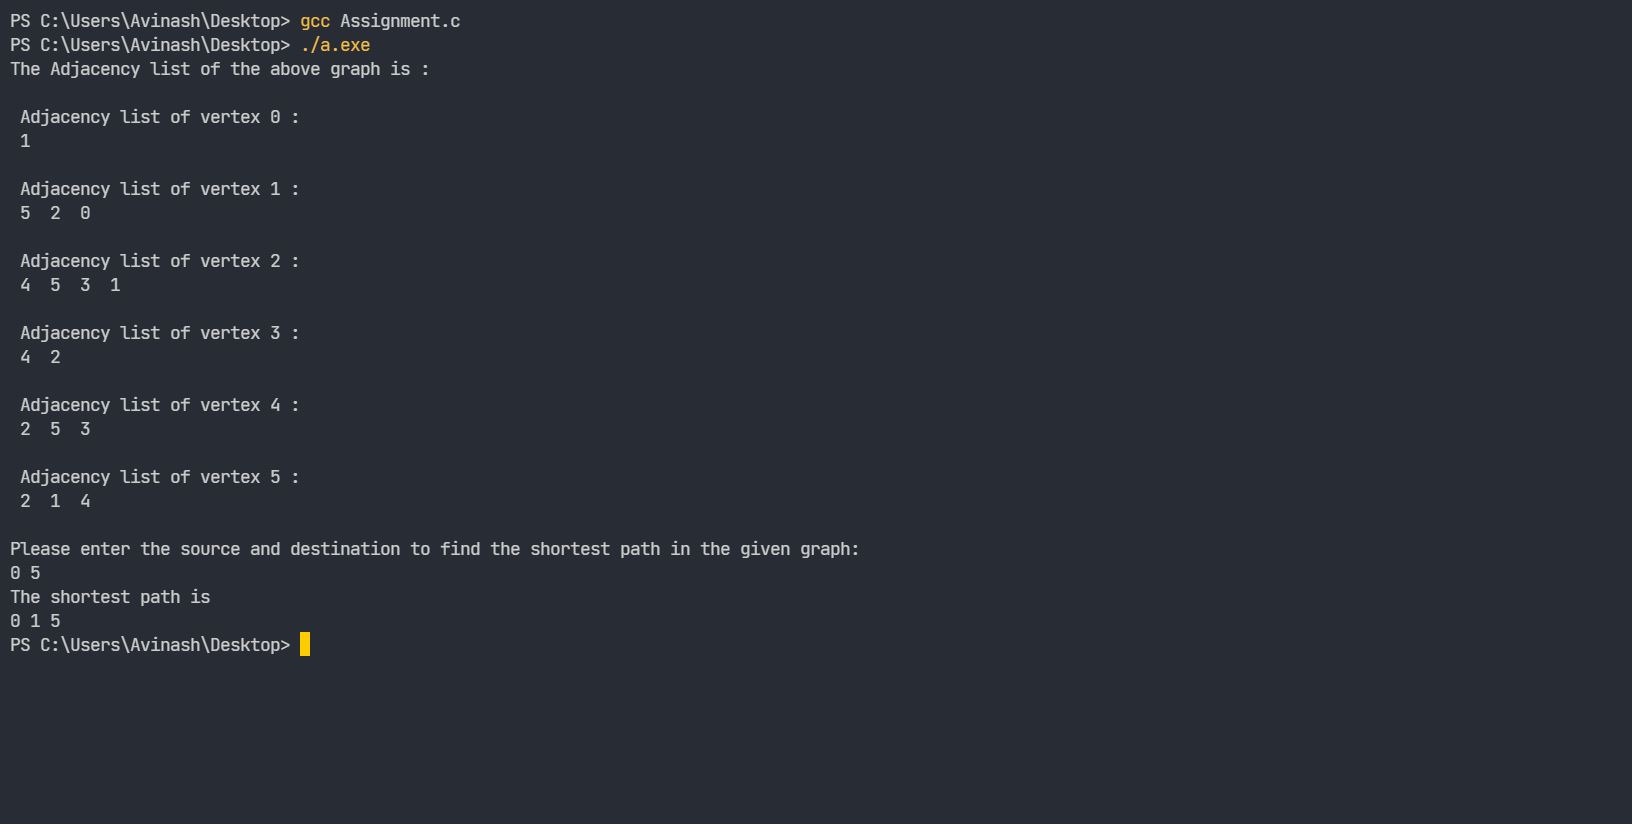 PS C:\Users\Avinash\Desktop> gcc Assignment.c
PS C:\Users\Avinash\Desktop> ./a.exe
The Adjacency list of the above graph is :
Adjacency list of vertex 0 :
1
Adjacency list of vertex 1 :
5  2  0
Adjacency list of vertex 2 :
4  5  3  1
Adjacency list of vertex 3 :
4  2
Adjacency list of vertex 4 :
2  5  3
Adjacency list of vertex 5 :
2  1  4
Please enter the source and destination to find the shortest path in the given graph:
0 5
The shortest path is
0 1 5
PS C:\Users\Avinash\Desktop>